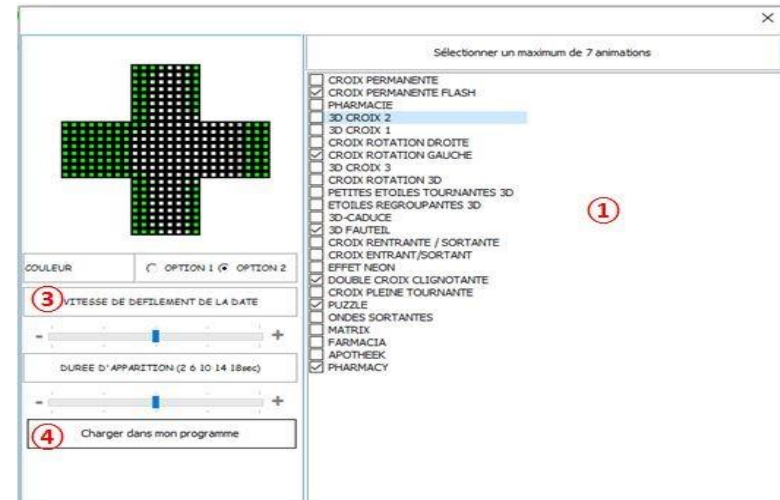 Sélectionner un maximum de 7 animations
CROIX PERMANENTE
CROIX PERMANENTE FLASH
PHARMACIE
3D CROIX 2
3D CROIX 1
CROIX ROTATION DROITE
CROIX ROTATION GAUCHE
3D CROIX 3
CROIX ROTATION 3D
PETITES ETOILES TOURNANTES 3D
ETOILES REGROUPANTES 3D
3D-CADUCE
3D FAUTEIL
CROIX RENTRANTE / SORTANTE
CROIX ENTRANT/SORTANT
EFFET NEON
DOUBLE CROIX CLIGNOTANTE
CROIX PLEINE TOURNANTE
PUZZLE
ONDES SORTANTES
MATRIX
FARMACIA
APOTHEEK
PHARMACY
1
COULEUR OPTION 1 OPTION 2
3 VITESSE DE DEFILEMENT DE LA DATE
- +
DUREE D'APPARITION (2 6 10 14 18sec)
- +
4 Charger dans mon programme